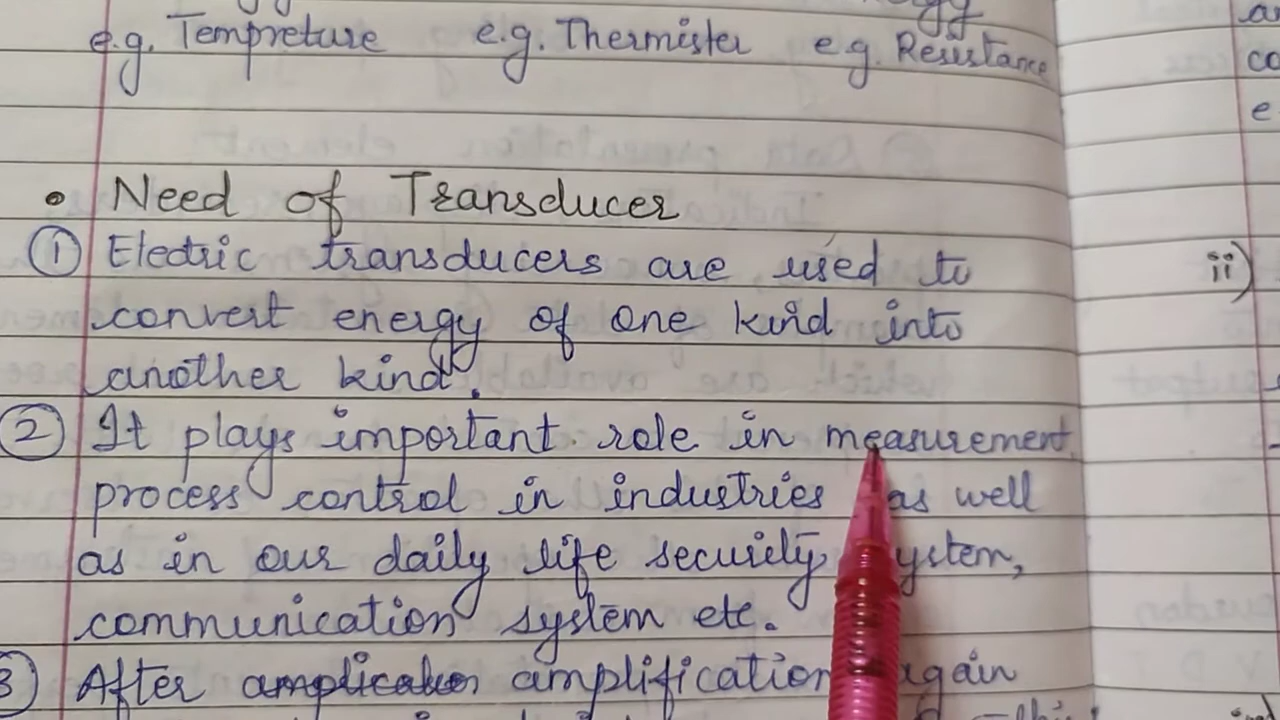 e.g. Tempreture e.g. Thermister e.g. Resistance
• Need of Transducer
① Electric transducers are used to
convert energy of one kind into
another kind.
② It plays important role in measurement,
process control in industries as well
as in our daily life security system,
communication system etc.
3 After amplification again
ii)